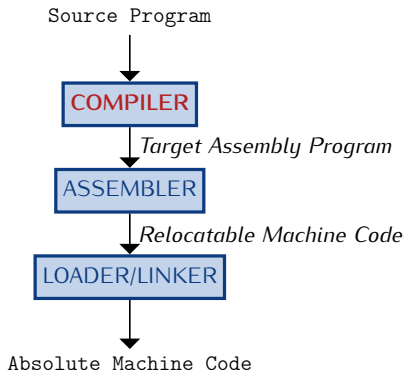 Source Program
COMPILER
Target Assembly Program
ASSEMBLER
Relocatable Machine Code
LOADER/LINKER
Absolute Machine Code